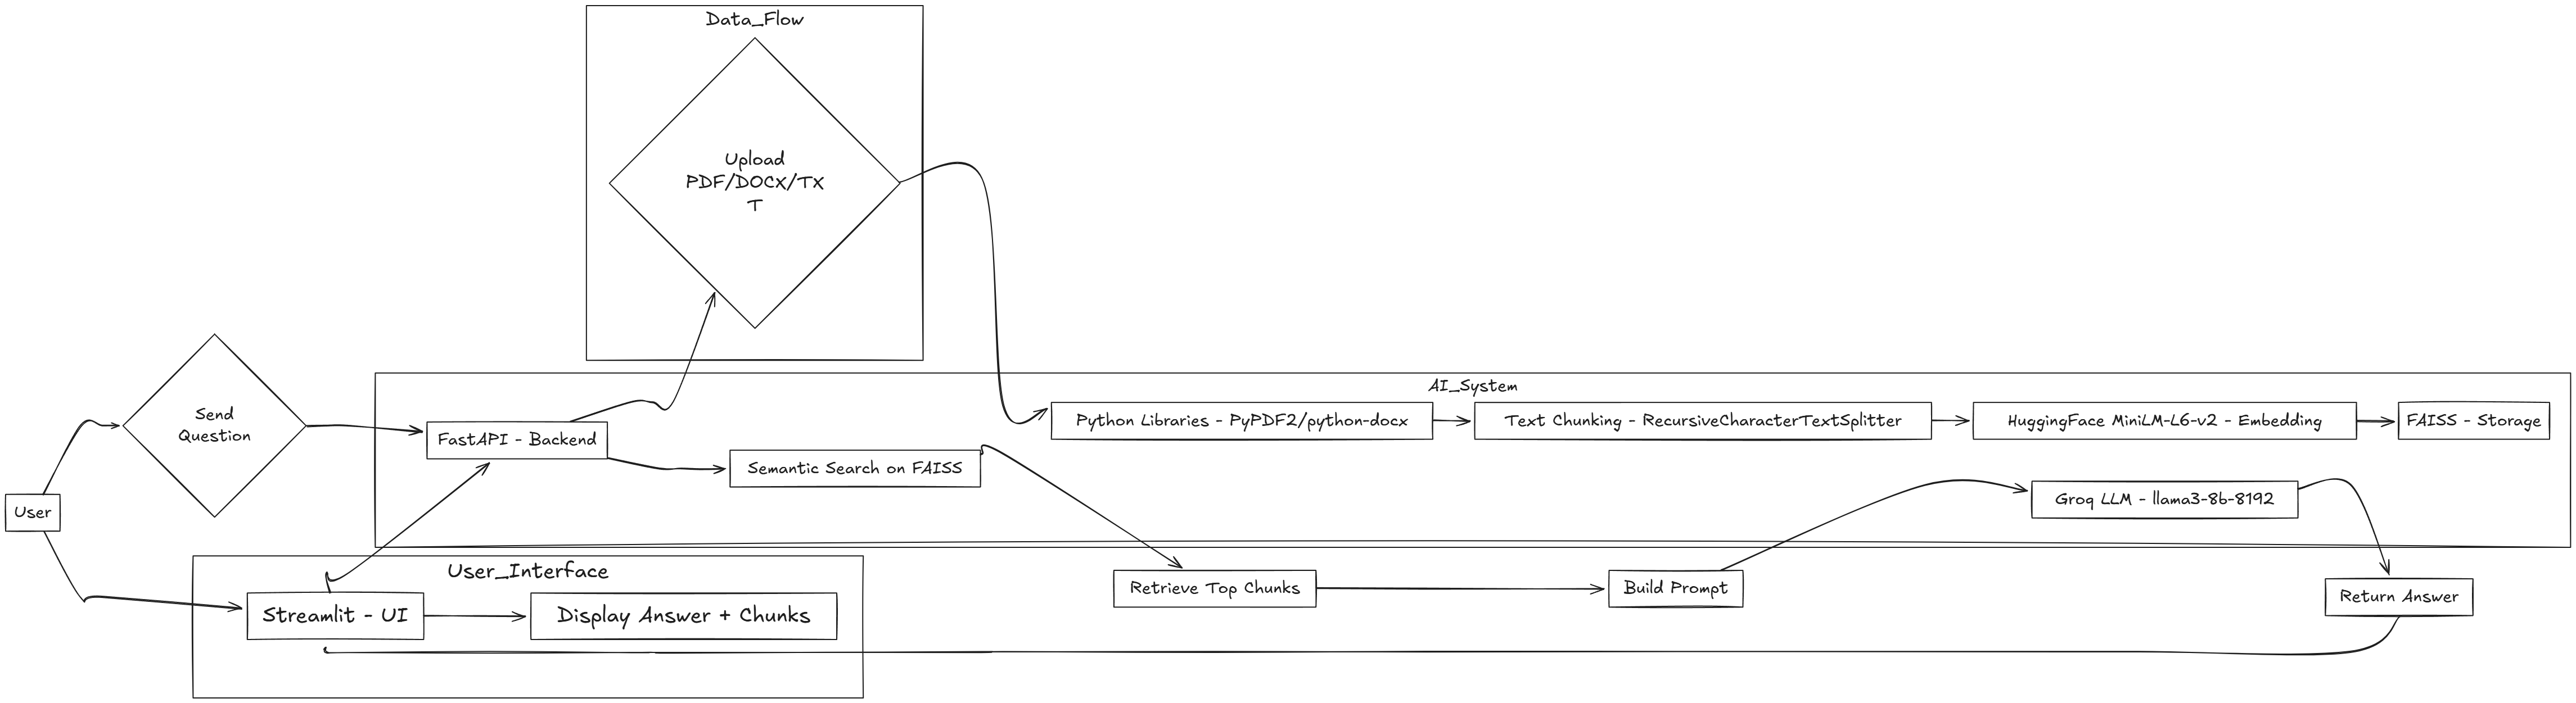 Data_Flow
Upload
PDF/DOCX/TX
T
AI_System
Send
Question
FastAPI - Backend
Python Libraries - PyPDF2/python-docx
Text Chunking - RecursiveCharacterTextSplitter
HuggingFace MiniLM-L6-v2 - Embedding
FAISS - Storage
Semantic Search on FAISS
Groq LLM - llama3-8b-8192
User
User_Interface
Streamlit - UI
Display Answer + Chunks
Retrieve Top Chunks
Build Prompt
Return Answer